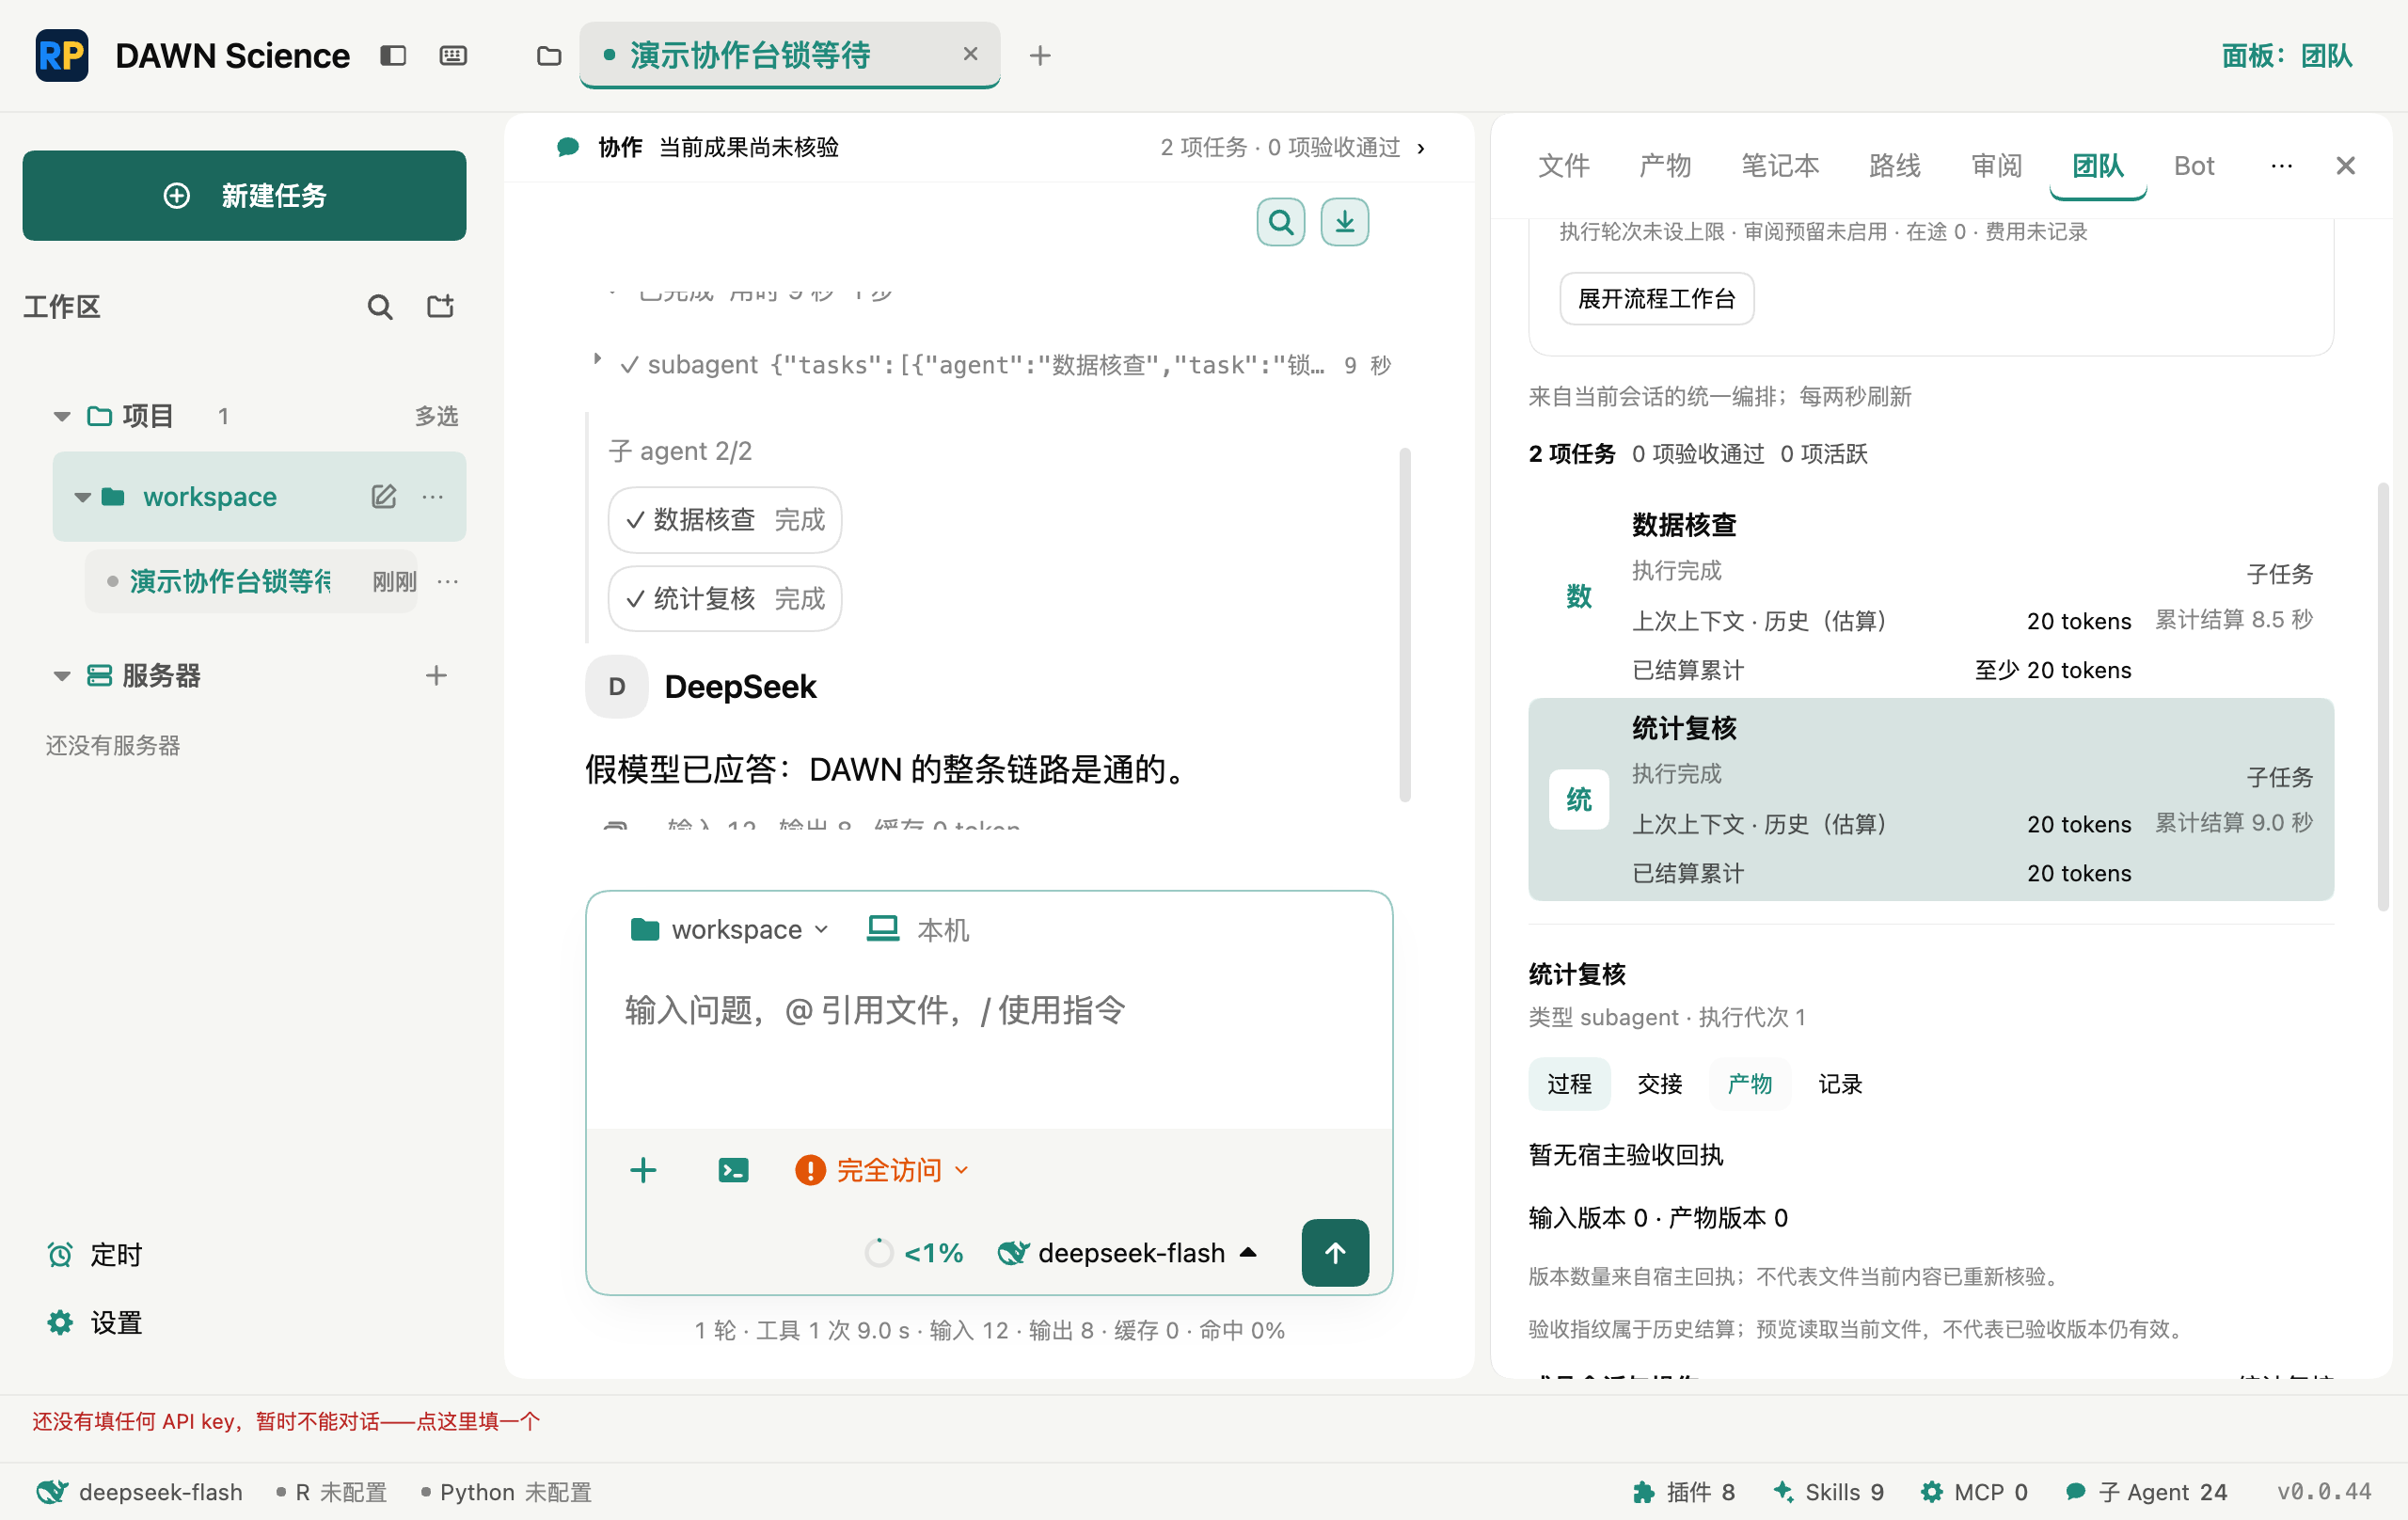 RP DAWN Science
演示协作台锁等待
面板：团队
新建任务
工作区
项目 1 多选
workspace
演示协作台锁等待 刚刚
服务器
还没有服务器
定时
设置
协作 当前成果尚未核验 2 项任务 · 0 项验收通过 ›
已完成 用时 9 秒 1 步
subagent {"tasks":[{"agent":"数据核查","task":"锁… 9 秒
子 agent 2/2
数据核查 完成
统计复核 完成
D DeepSeek
假模型已应答：DAWN 的整条链路是通的。
输入 12 · 输出 8 · 缓存 0 token
workspace 本机
输入问题，@ 引用文件，/ 使用指令
完全访问
<1% deepseek-flash
1 轮 · 工具 1 次 9.0 s · 输入 12 · 输出 8 · 缓存 0 · 命中 0%
文件 产物 笔记本 路线 审阅 团队 Bot ···
执行轮次未设上限 · 审阅预留未启用 · 在途 0 · 费用未记录
展开流程工作台
来自当前会话的统一编排；每两秒刷新
2 项任务 0 项验收通过 0 项活跃
数 数据核查
执行完成 子任务
上次上下文 · 历史（估算） 20 tokens 累计结算 8.5 秒
已结算累计 至少 20 tokens
统 统计复核
执行完成 子任务
上次上下文 · 历史（估算） 20 tokens 累计结算 9.0 秒
已结算累计 20 tokens
统计复核
类型 subagent · 执行代次 1
过程 交接 产物 记录
暂无宿主验收回执
输入版本 0 · 产物版本 0
版本数量来自宿主回执；不代表文件当前内容已重新核验。
验收指纹属于历史结算；预览读取当前文件，不代表已验收版本仍有效。
还没有填任何 API key，暂时不能对话——点这里填一个
deepseek-flash R 未配置 Python 未配置
插件 8 Skills 9 MCP 0 子 Agent 24 v0.0.44